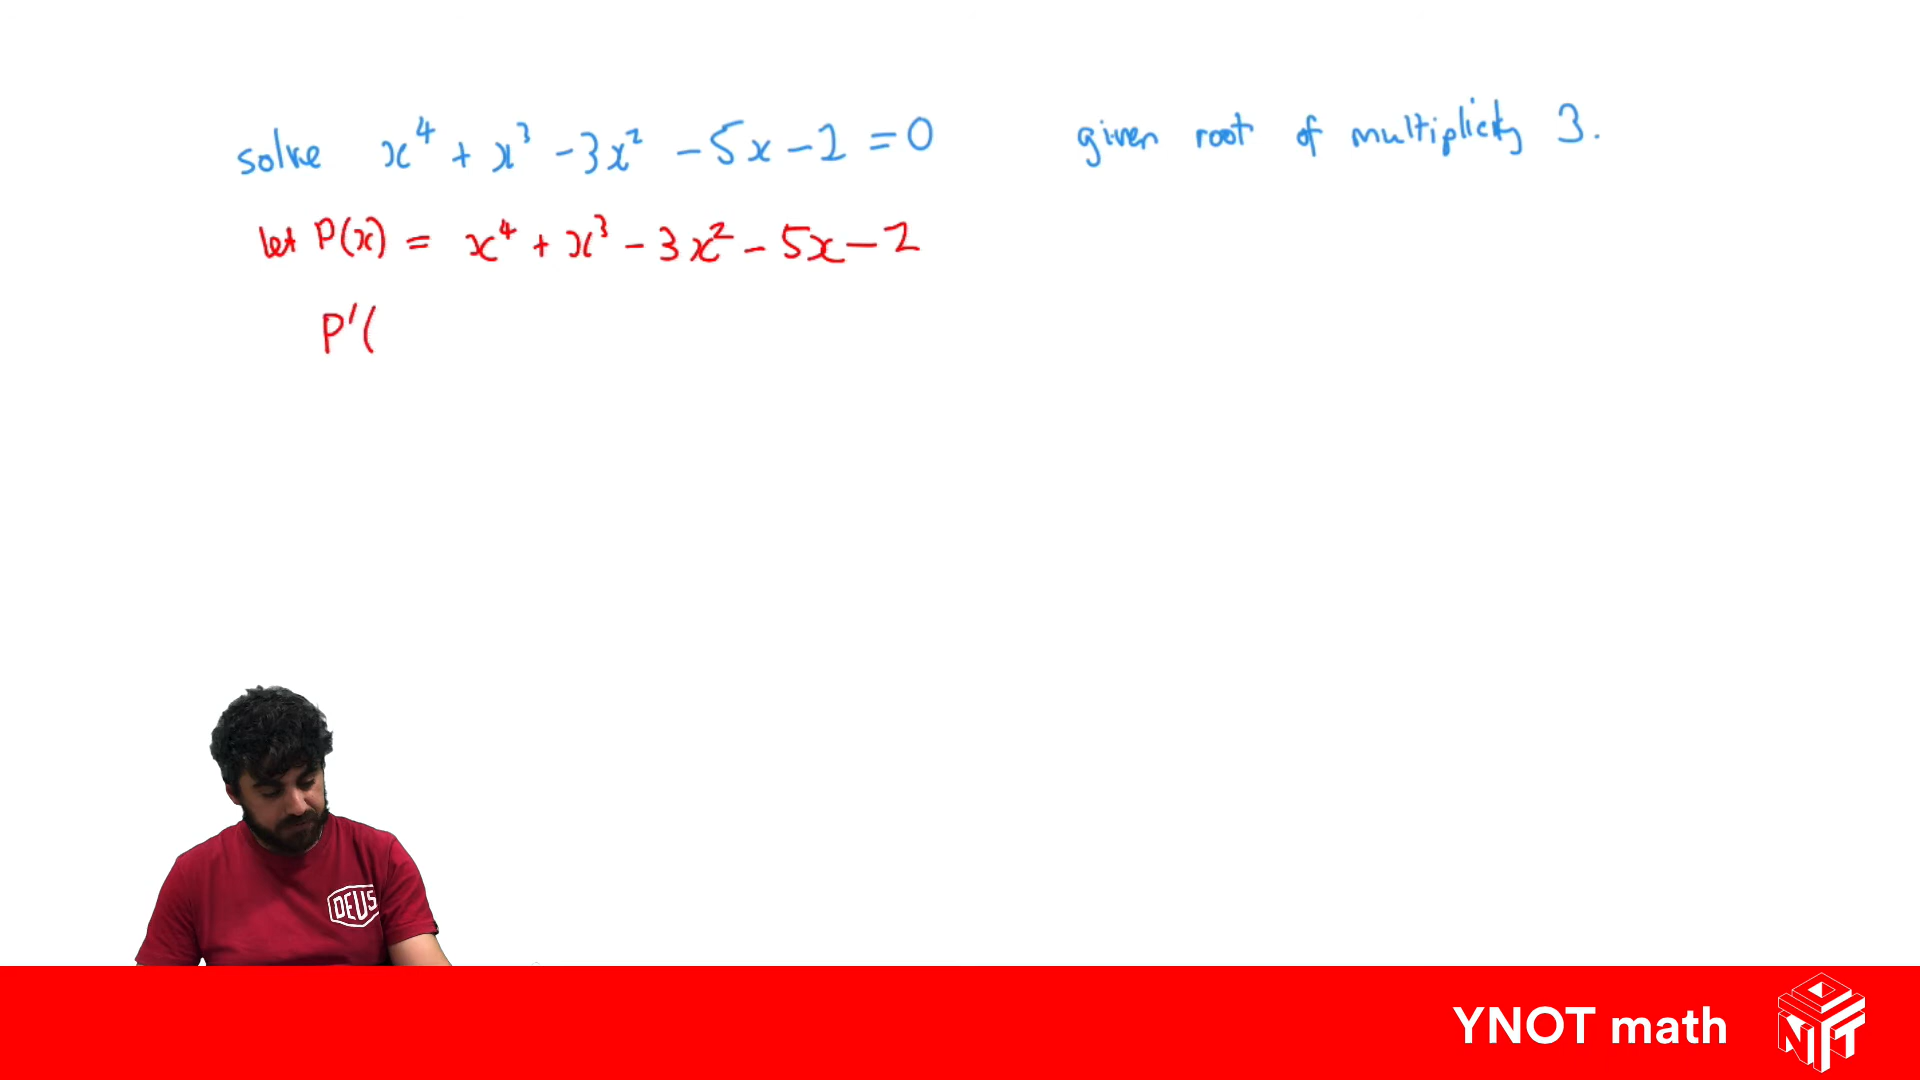 solve x⁴ + x³ - 3x² - 5x - 2 = 0 given root of multiplicity 3.
let P(x) = x⁴ + x³ - 3x² - 5x - 2
P'(
DEUS
YNOT math
YNOT